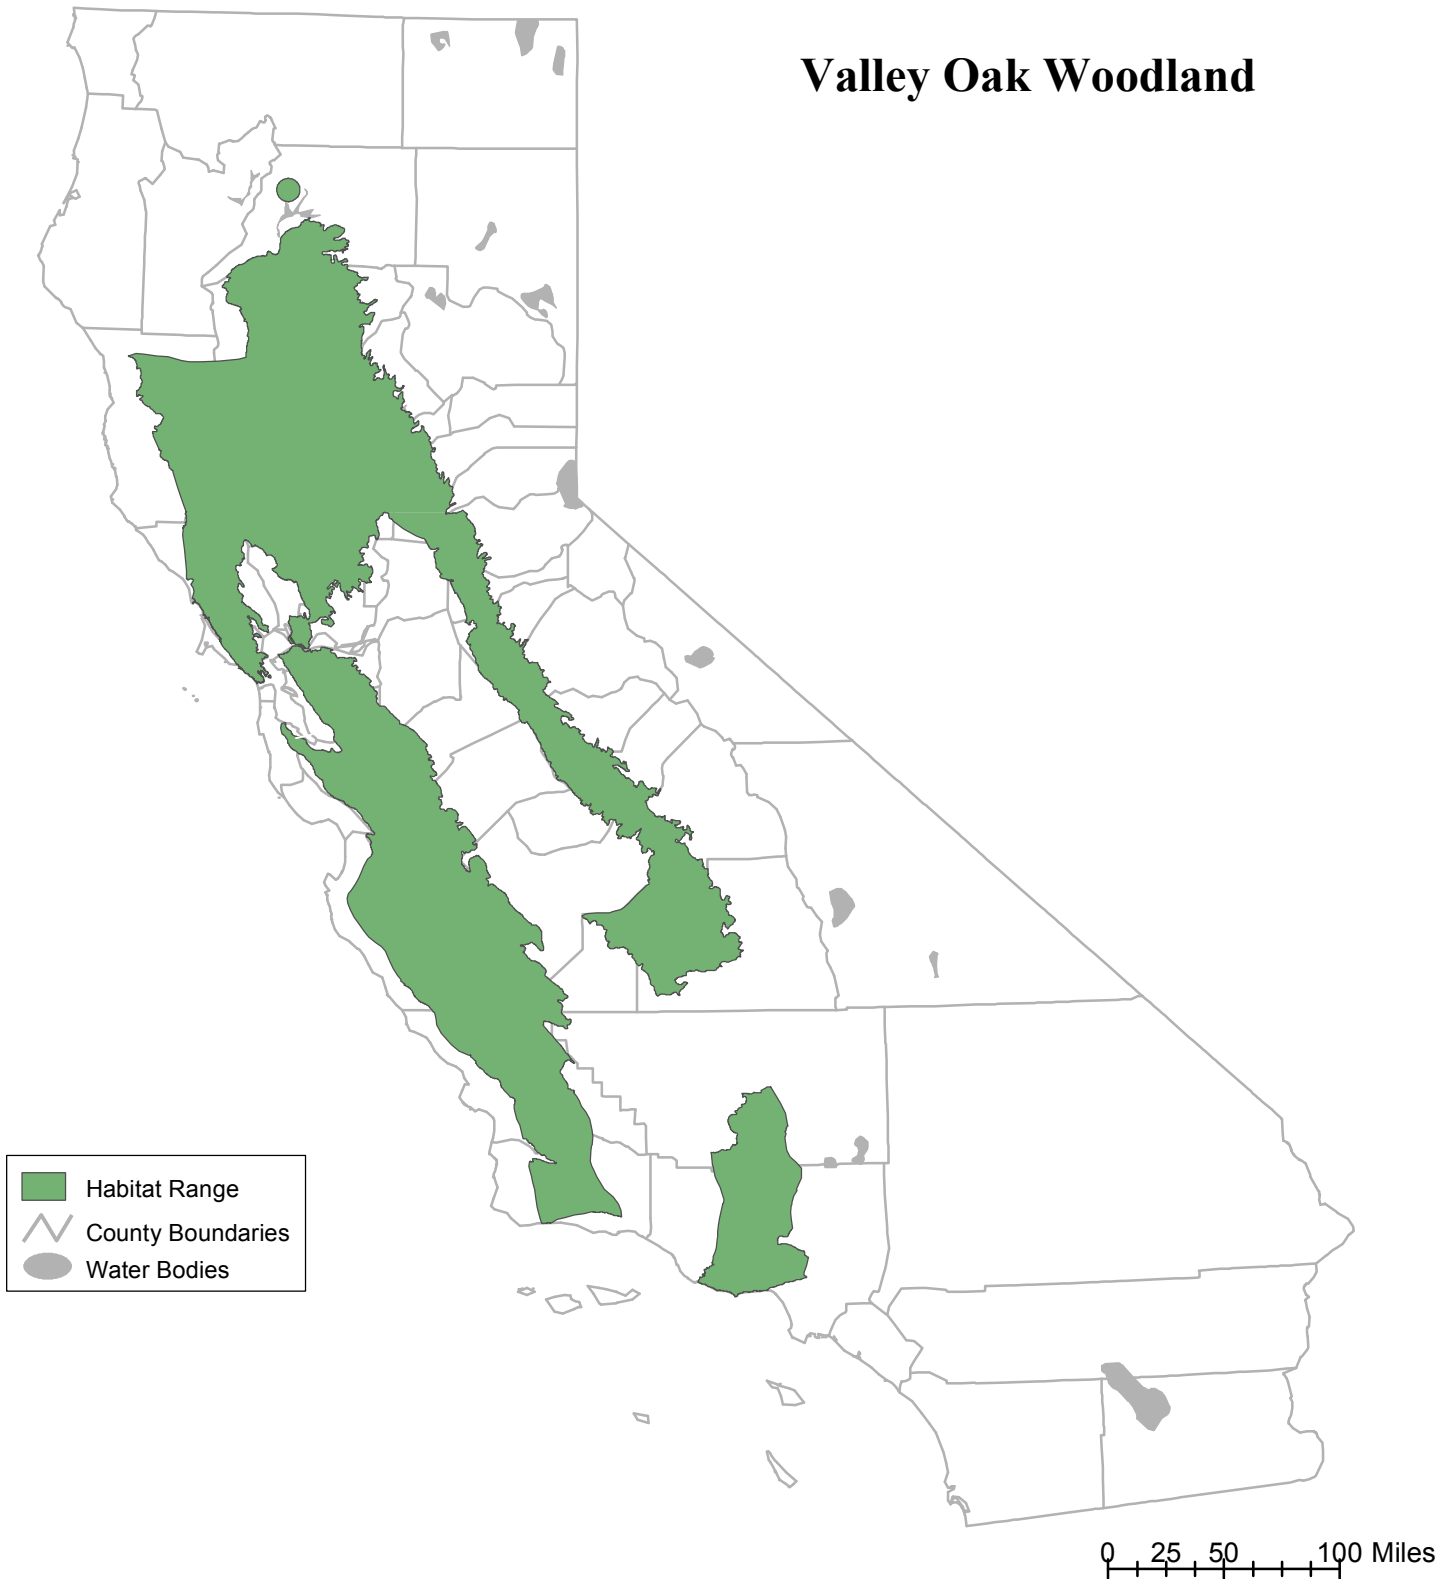 Valley Oak Woodland
Habitat Range
County Boundaries
Water Bodies
0 25 50 100 Miles